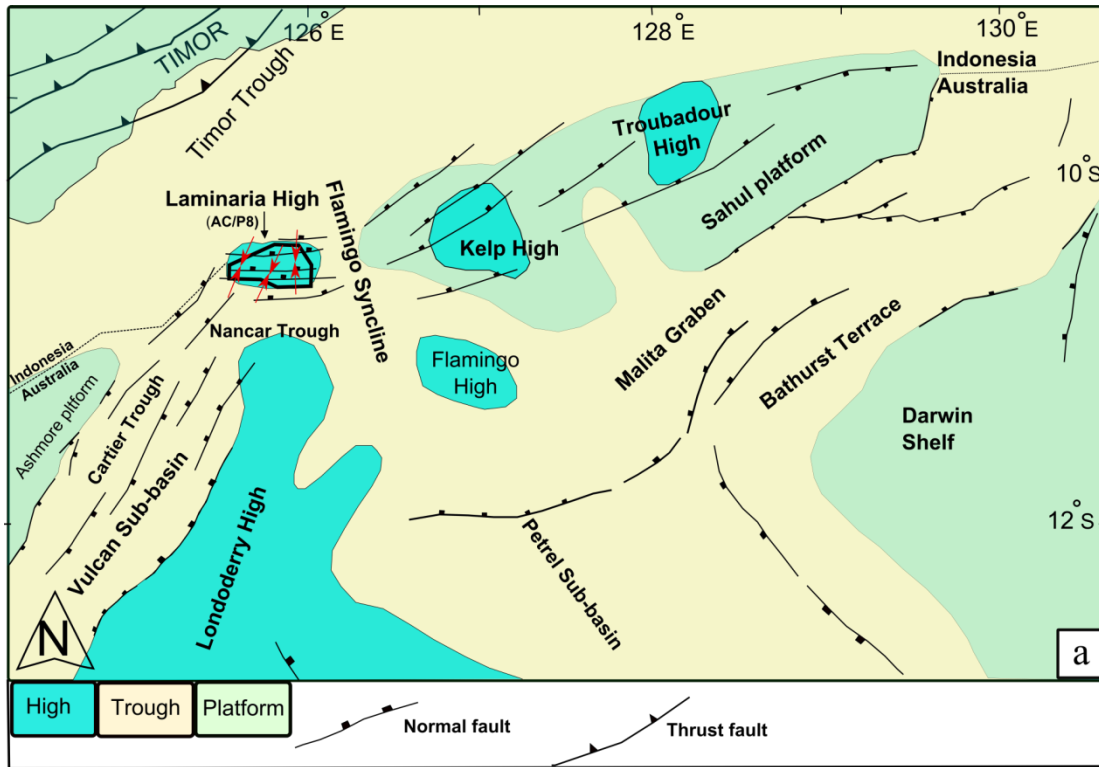 126°E
128°E
130°E
TIMOR
Timor Trough
Indonesia
Australia
Troubadour
High
10°S
Sahul platform
Laminaria High
(AC/P8)
Flamingo Syncline
Kelp High
Nancar Trough
Indonesia
Australia
Flamingo
High
Malita Graben
Bathurst Terrace
Ashmore pltform
Cartier Trough
Darwin
Shelf
Vulcan Sub-basin
Londoderry High
12°S
Petrel Sub-basin
N
a
High
Trough
Platform
Normal fault
Thrust fault